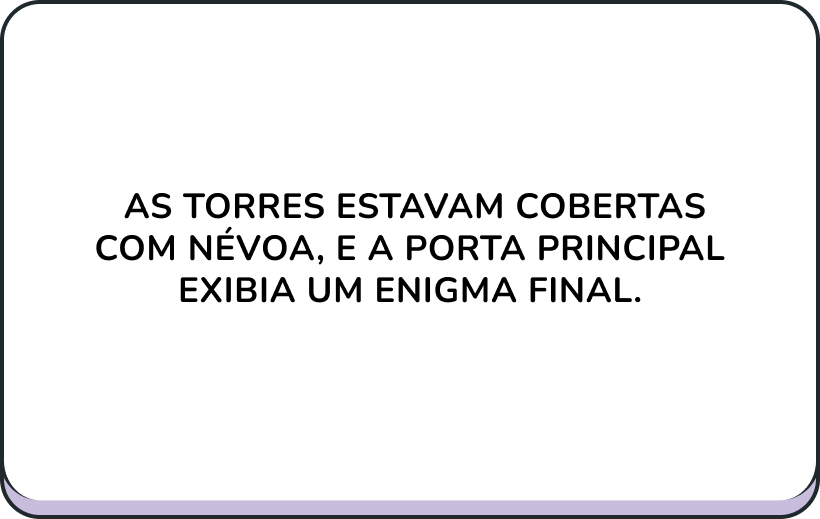 AS TORRES ESTAVAM COBERTAS
COM NÉVOA, E A PORTA PRINCIPAL
EXIBIA UM ENIGMA FINAL.